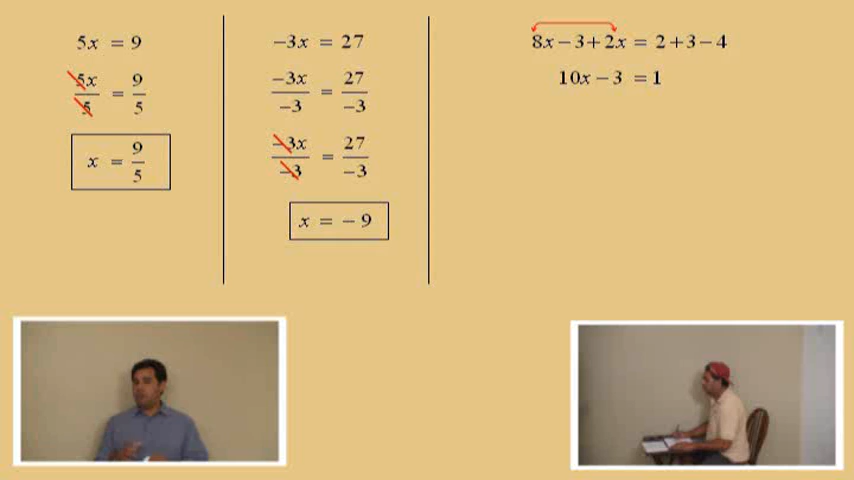 5x = 9
5x/5 = 9/5
x = 9/5
-3x = 27
-3x/-3 = 27/-3
-3x/-3 = 27/-3
x = - 9
8x - 3 + 2x = 2 + 3 - 4
10x - 3 = 1